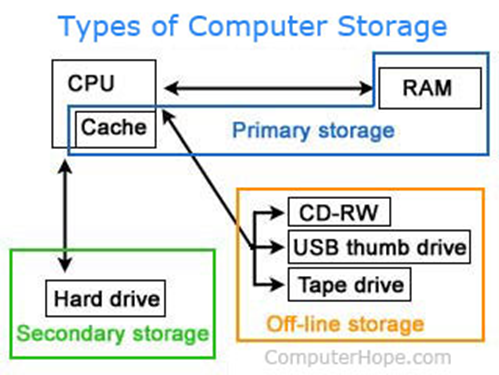 Types of Computer Storage
CPU
RAM
Cache
Primary storage
CD-RW
USB thumb drive
Tape drive
Hard drive
Secondary storage
Off-line storage
ComputerHope.com